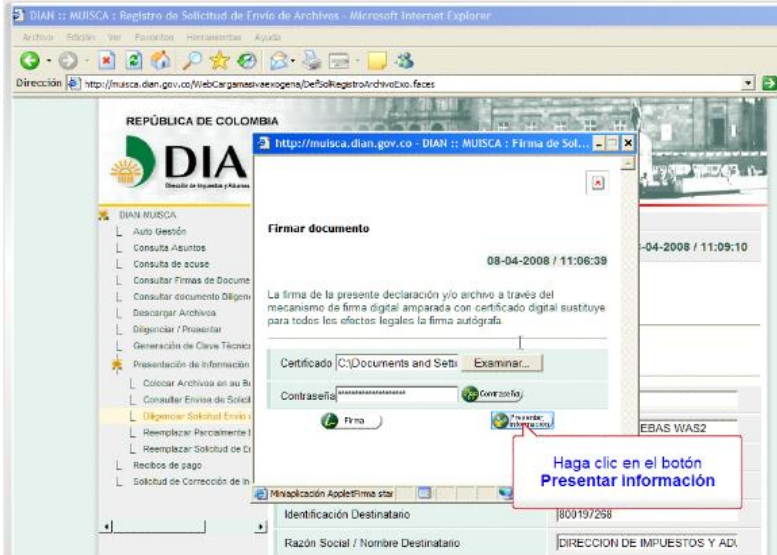 DIAN :: MUISCA : Registro de Solicitud de Envío de Archivos - Microsoft Internet Explorer
Archivo Edición Ver Favoritos Herramientas Ayuda
Dirección http://muisca.dian.gov.co/WebCargamasivaexogena/DefSolRegistroArchivoExo.faces
REPÚBLICA DE COLOMBIA
DIA
Dirección de Impuestos y Aduanas
http://muisca.dian.gov.co - DIAN :: MUISCA : Firma de Sol...
DIAN MUISCA
Auto Gestión
Consulta Asuntos
Consulta de acuse
Consultar Firmas de Docume
Consultar documento Diligen
Descargar Archivos
Diligenciar / Presentar
Generación de Clave Técnic
Presentación de Información
Colocar Archivos en su B
Consultar Envíos de Solicit
Diligenciar Solicitud Envío
Reemplazar Parcialmente
Reemplazar Solicitud de E
Recibos de pago
Solicitud de Corrección de In
Firmar documento
08-04-2008 / 11:06:39
-04-2008 / 11:09:10
La firma de la presente declaración y/o archivo a través del
mecanismo de firma digital amparada con certificado digital sustituye
para todos los efectos legales la firma autógrafa.
Certificado C:\Documents and Setti Examinar...
Contraseña ******************** Contraseña
Firma Presentar Información
EBAS WAS2
Haga clic en el botón
Presentar información
Miniaplicación AppletFirma star
Identificación Destinatario 800197268
Razón Social / Nombre Destinatario DIRECCION DE IMPUESTOS Y ADU